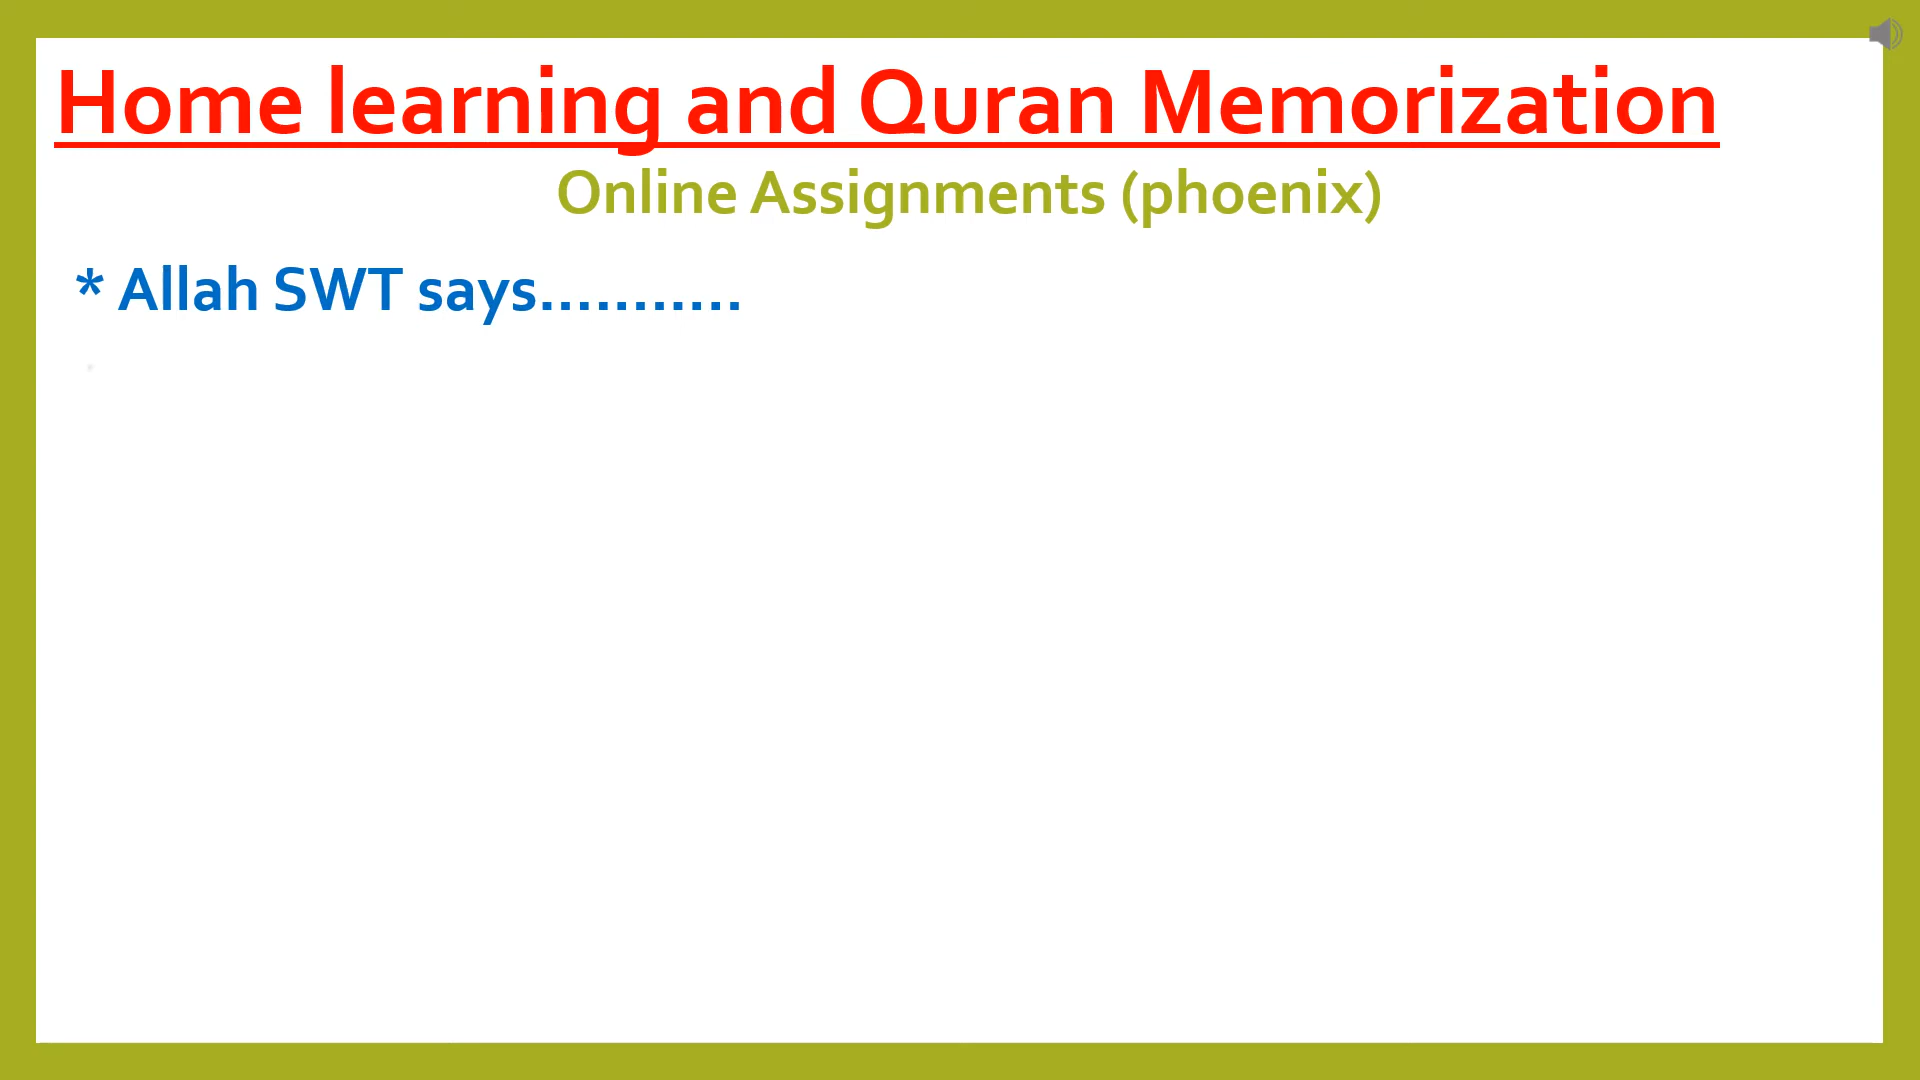 Home learning and Quran Memorization
Online Assignments (phoenix)
* Allah SWT says...........